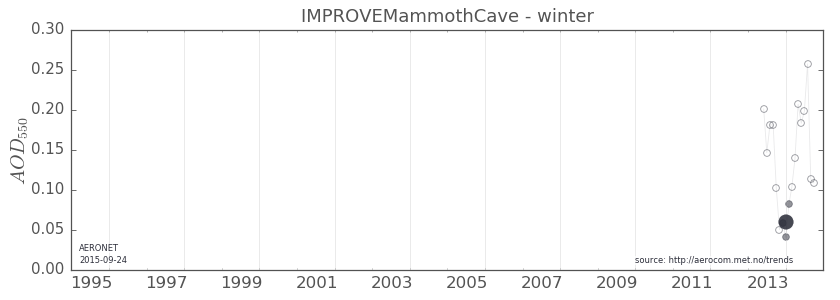 IMPROVEMammothCave - winter
0.30
0.25
0.20
0.15
0.10
0.05
0.00
AOD550
AERONET
2015-09-24
source: http://aerocom.met.no/trends
1995 1997 1999 2001 2003 2005 2007 2009 2011 2013